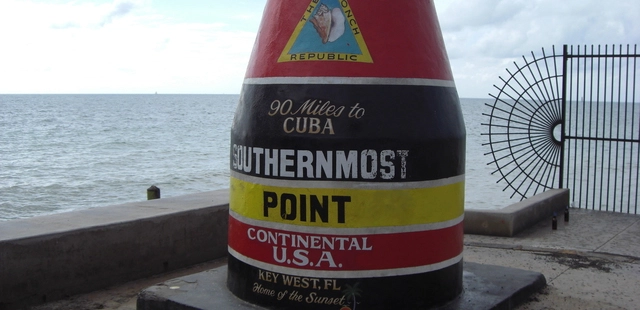 THE CONCH
REPUBLIC
90 Miles to
CUBA
SOUTHERNMOST
POINT
CONTINENTAL
U.S.A.
KEY WEST, FL
Home of the Sunset